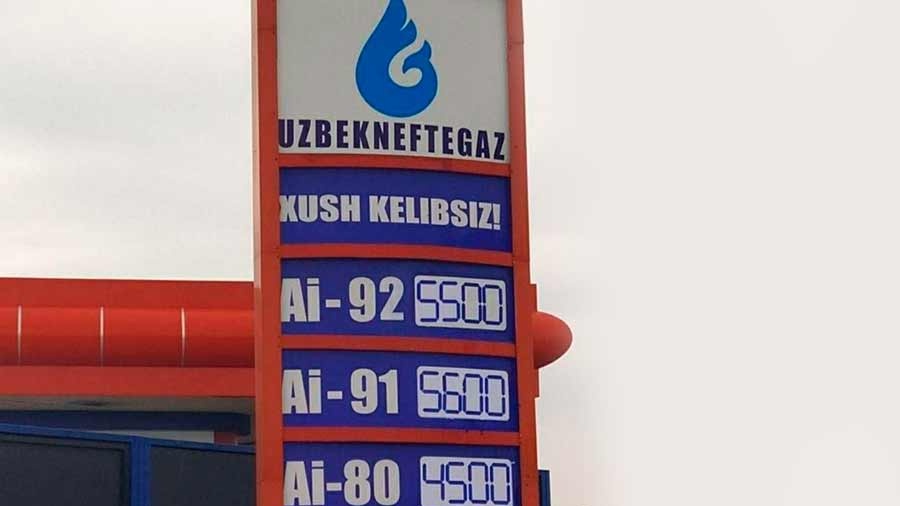 UZBEKNEFTEGAZ
XUSH KELIBSIZ!
Ai-92 5500
Ai-91 5600
Ai-80 4500